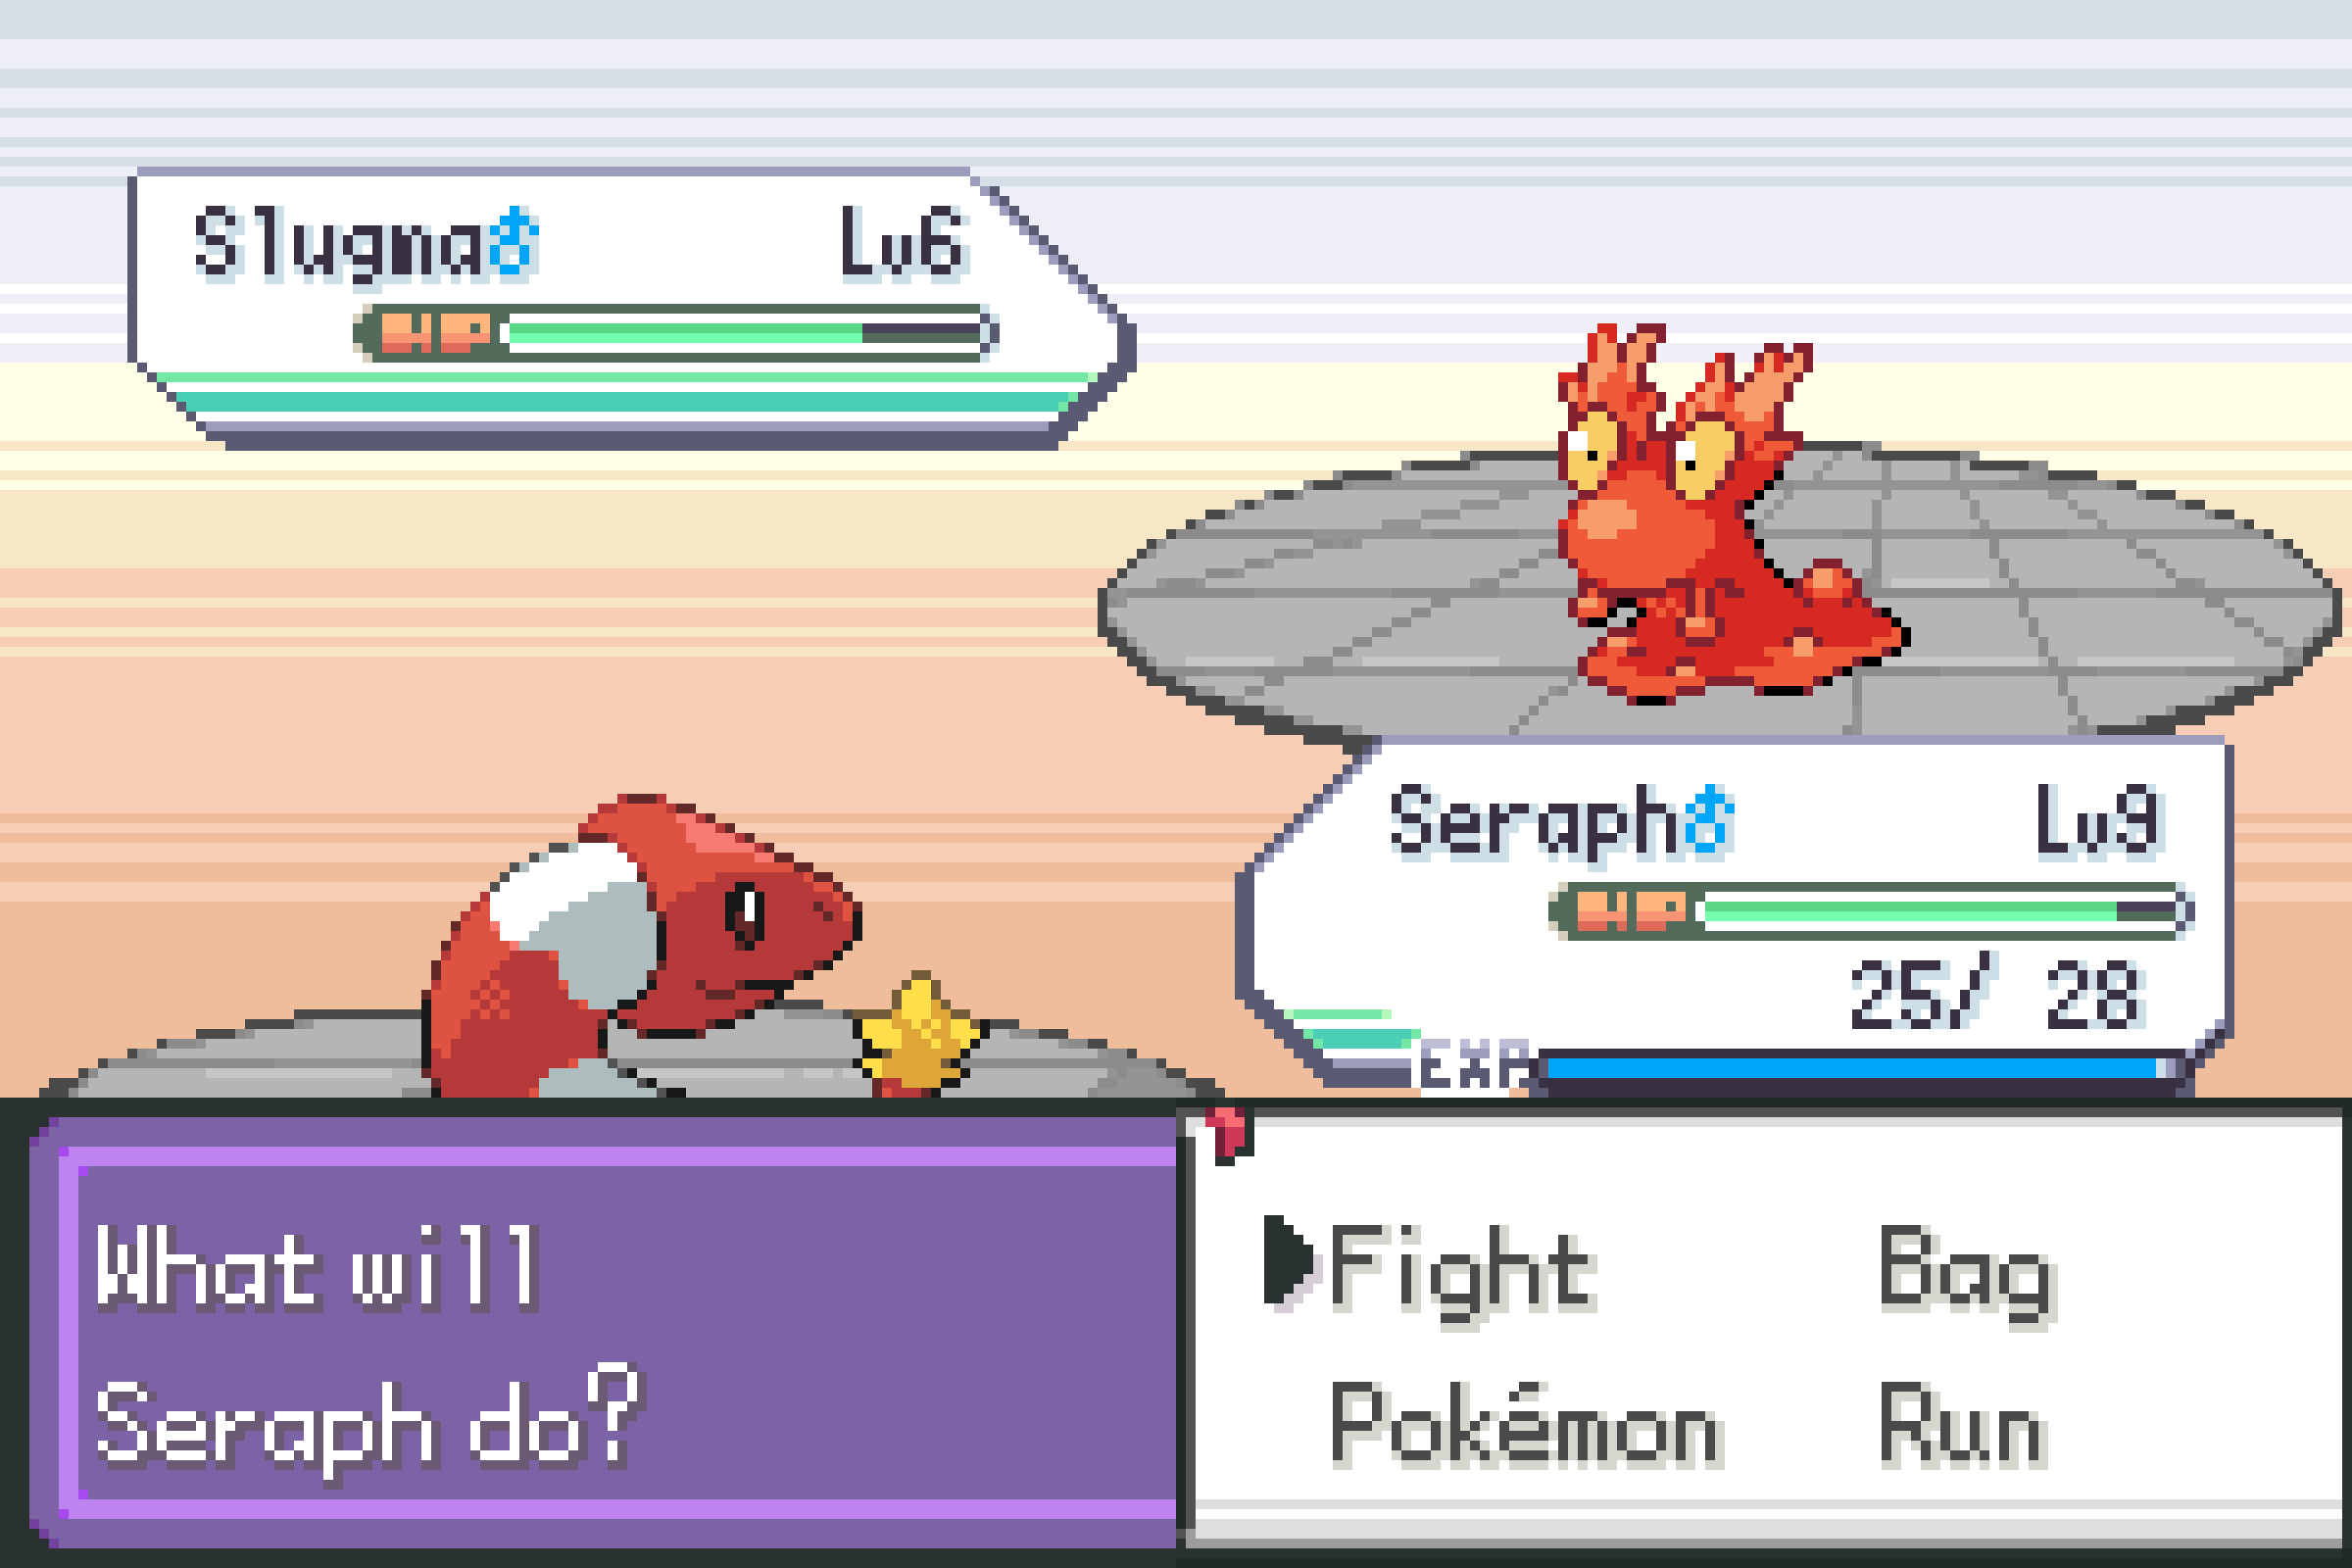 Slugma♂ Lv6
HP
Seraph♂ Lv9
HP
25/ 28
EXP
What will
Seraph do?
Fight Bag
Pokémon Run